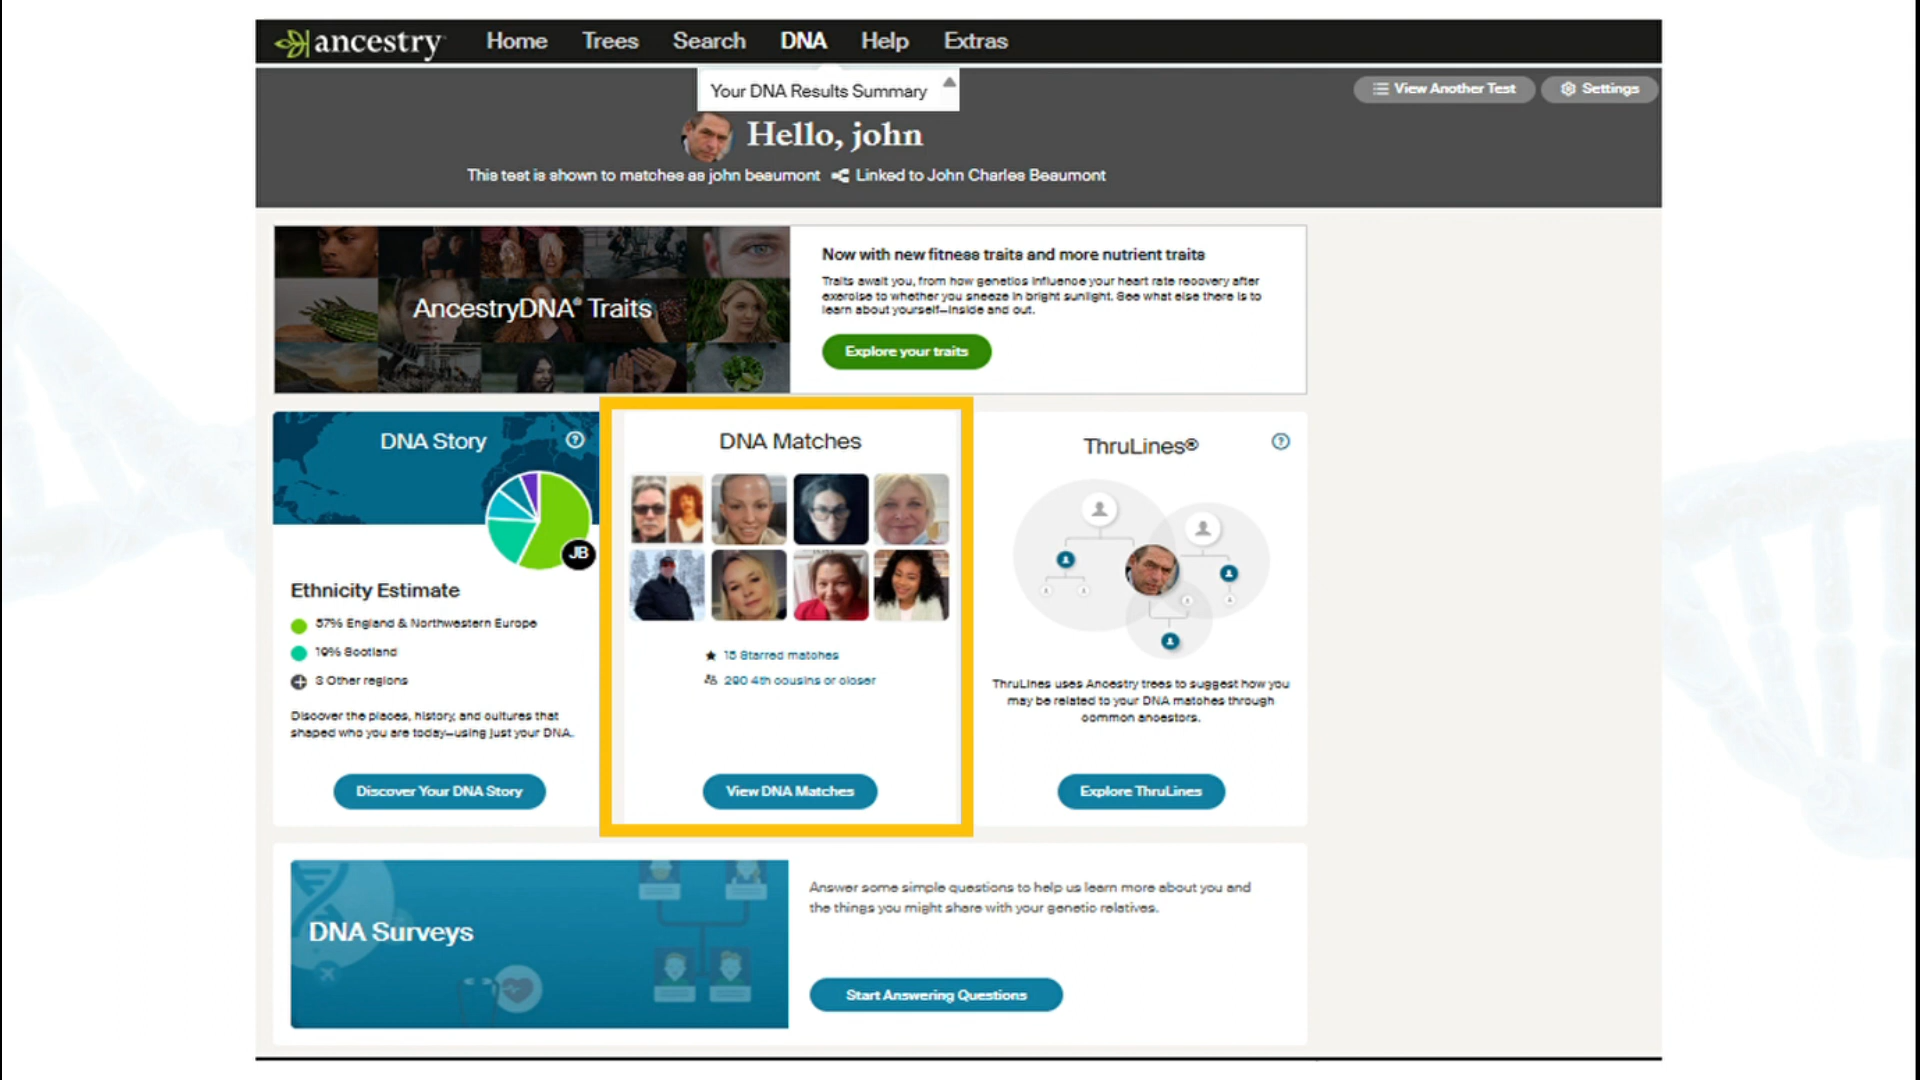 ancestry Home Trees Search DNA Help Extras
Your DNA Results Summary
View Another Test Settings
Hello, john
This test is shown to matches as john beaumont Linked to John Charles Beaumont
AncestryDNA® Traits
Now with new fitness traits and more nutrient traits
Traits await you, from how genetics influence your heart rate recovery after
exercise to whether you sneeze in bright sunlight. See what else there is to
learn about yourself—inside and out.
Explore your traits
DNA Story
JB
Ethnicity Estimate
57% England & Northwestern Europe
19% Scotland
3 Other regions
Discover the places, history, and cultures that
shaped who you are today—using just your DNA.
Discover Your DNA Story
DNA Matches
15 Starred matches
290 4th cousins or closer
View DNA Matches
ThruLines®
ThruLines uses Ancestry trees to suggest how you
may be related to your DNA matches through
common ancestors.
Explore ThruLines
DNA Surveys
Answer some simple questions to help us learn more about you and
the things you might share with your genetic relatives.
Start Answering Questions